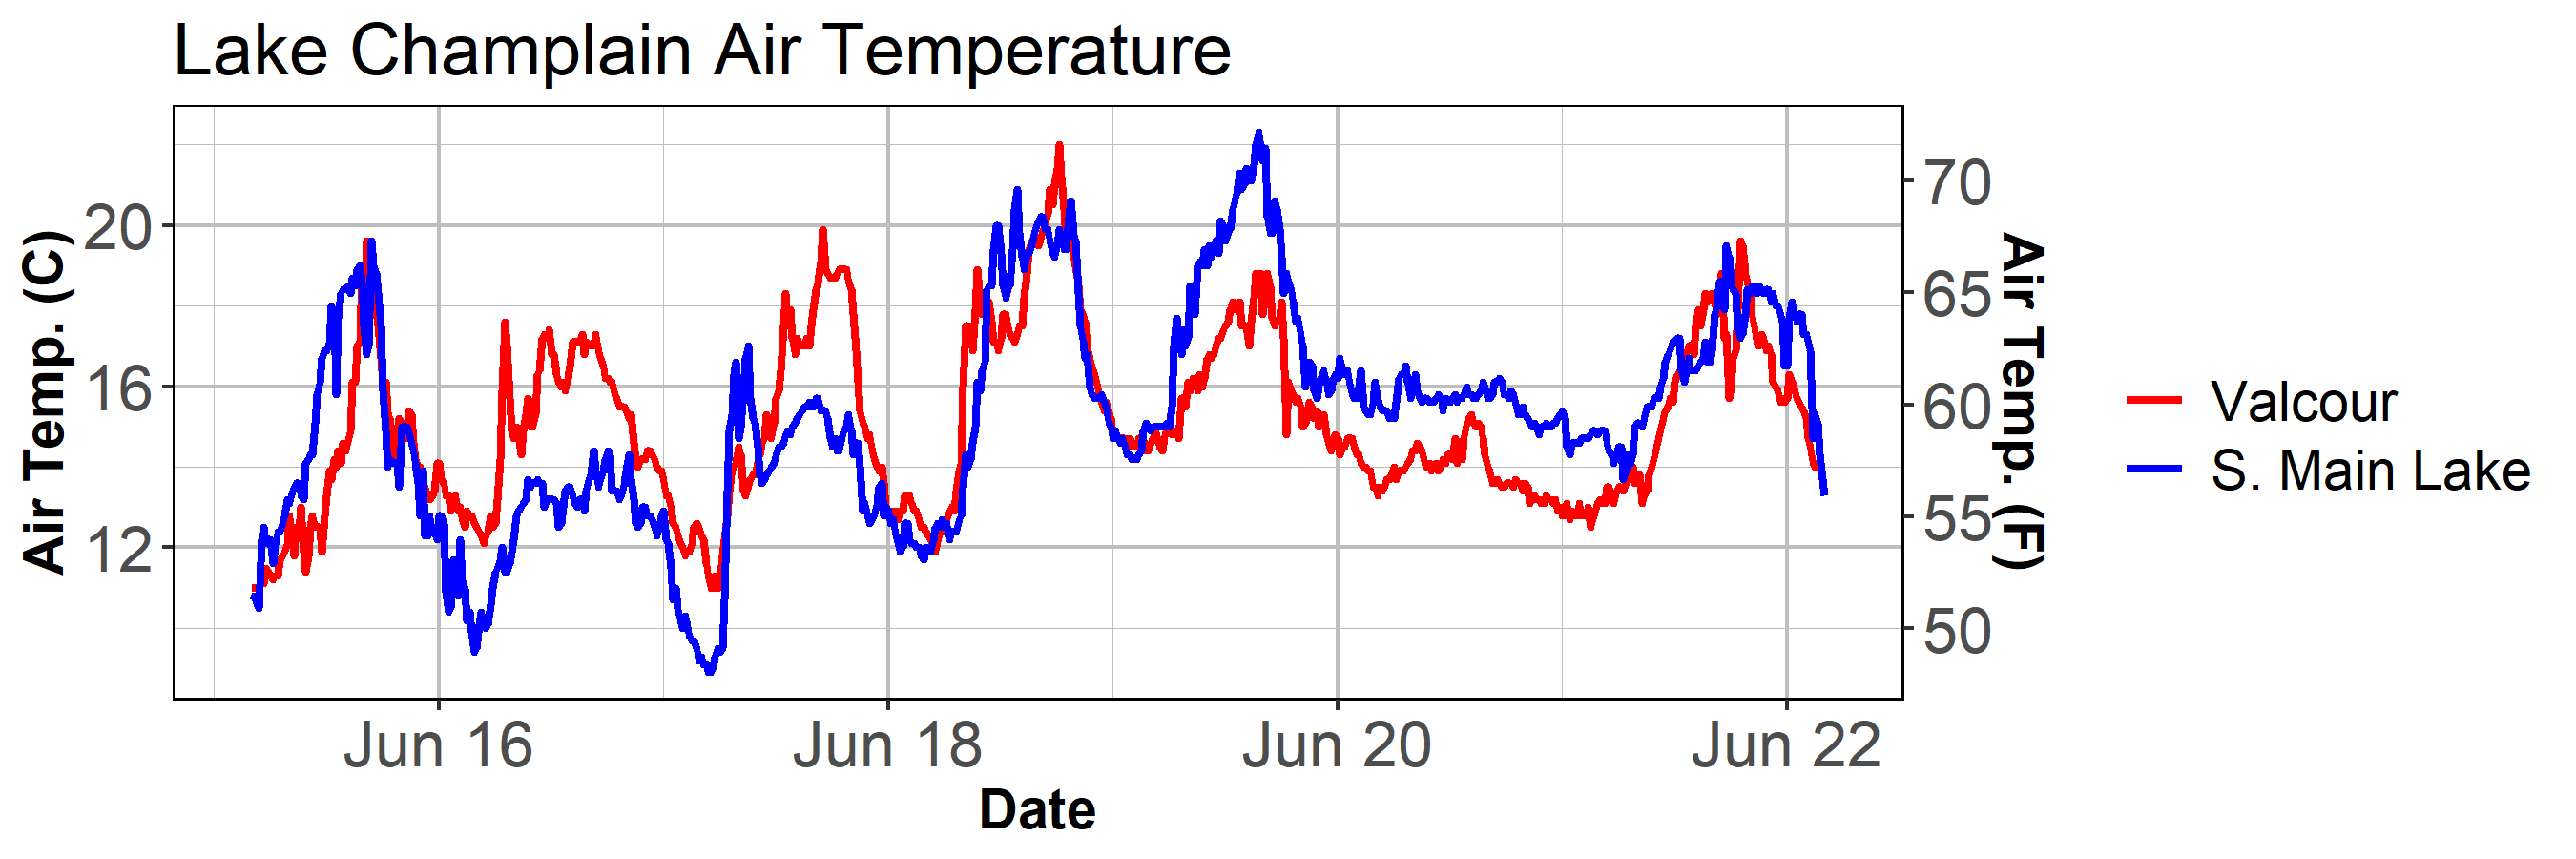 Lake Champlain Air Temperature
Air Temp. (C)
20
16
12
70
65
60
55
50
Air Temp. (F)
Valcour
S. Main Lake
Jun 16
Jun 18
Jun 20
Jun 22
Date